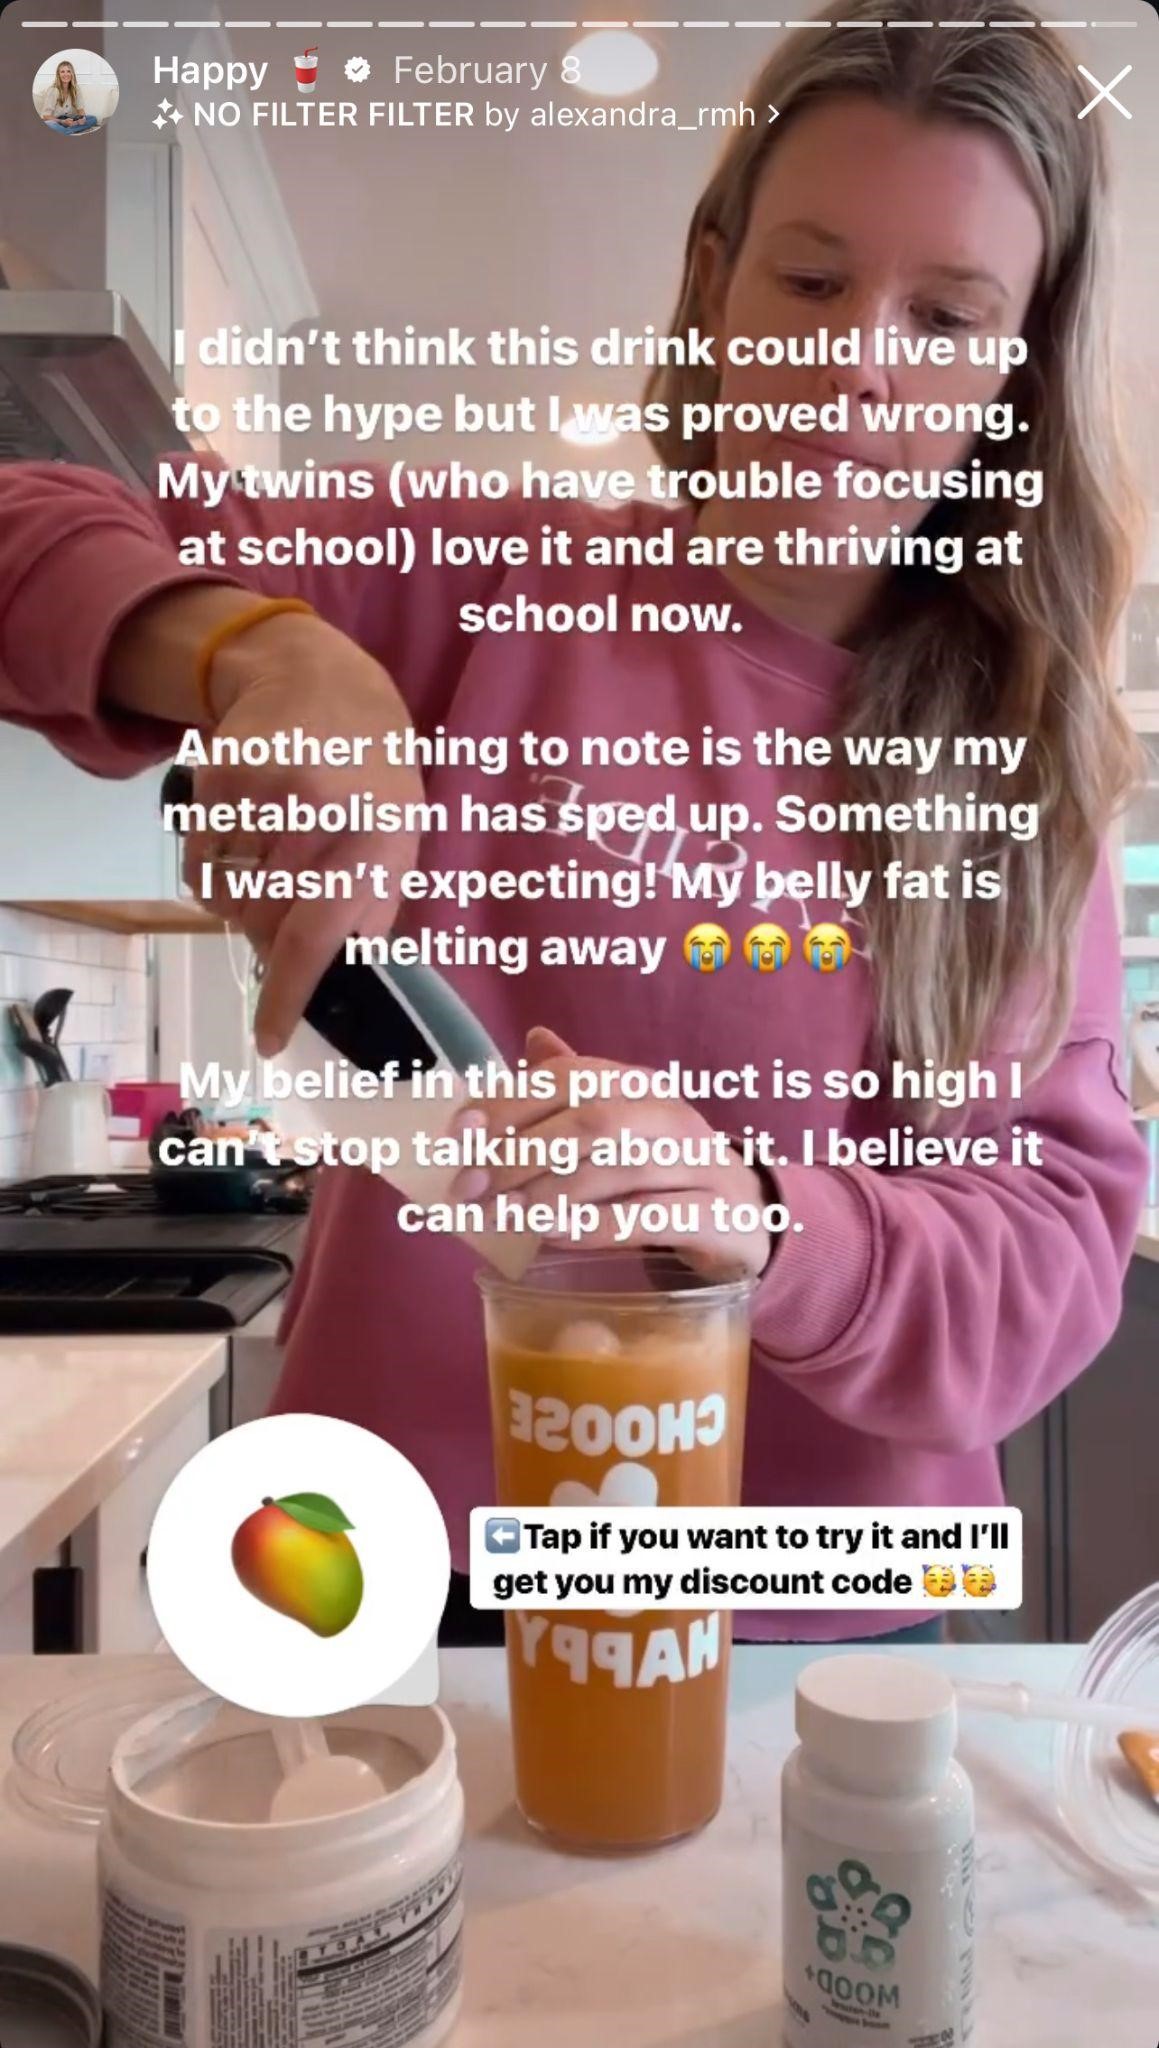 Happy 🥤 February 8
NO FILTER FILTER by alexandra_rmh >
I didn't think this drink could live up
to the hype but I was proved wrong.
My twins (who have trouble focusing
at school) love it and are thriving at
school now.
Another thing to note is the way my
metabolism has sped up. Something
I wasn't expecting! My belly fat is
melting away 😭😭😭
My belief in this product is so high I
can't stop talking about it. I believe it
can help you too.
CHOOSE
⬅️Tap if you want to try it and I'll
get you my discount code 🥳🥳
HAPPY
MOOD+